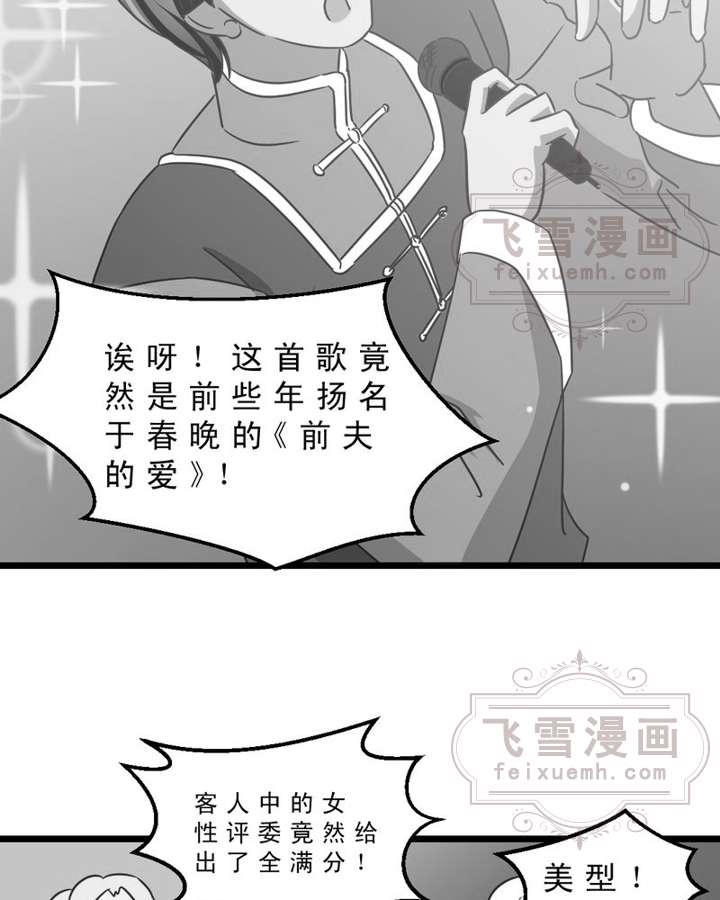 飞雪漫画
feixuemh.com
诶呀！这首歌竟
然是前些年扬名
于春晚的《前夫
的爱》！
飞雪漫画
feixuemh.com
客人中的女
性评委竟然给
出了全满分！
美型！